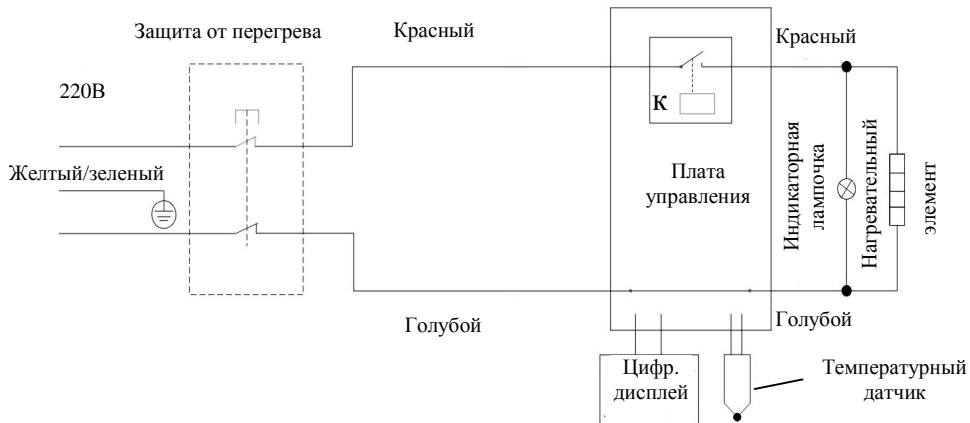 Защита от перегрева
Красный
Красный
220В
К
Желтый/зеленый
Плата
управления
Индикаторная
лампочка
Нагревательный
элемент
Голубой
Голубой
Цифр.
дисплей
Температурный
датчик